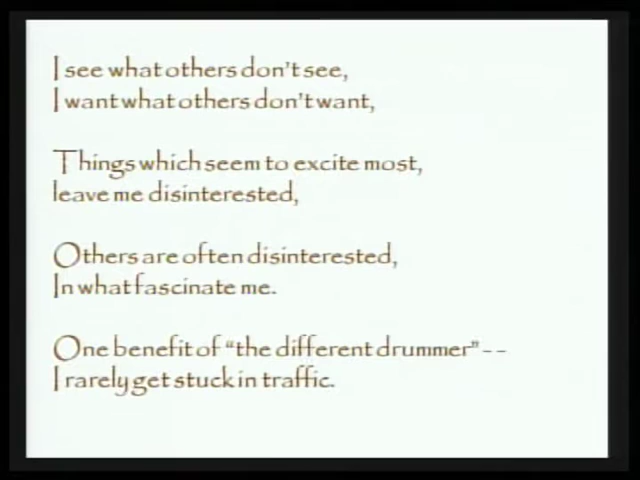 I see what others don't see,
I want what others don't want,
Things which seem to excite most,
leave me disinterested,
Others are often disinterested,
In what fascinate me.
One benefit of “the different drummer” - -
I rarely get stuck in traffic.